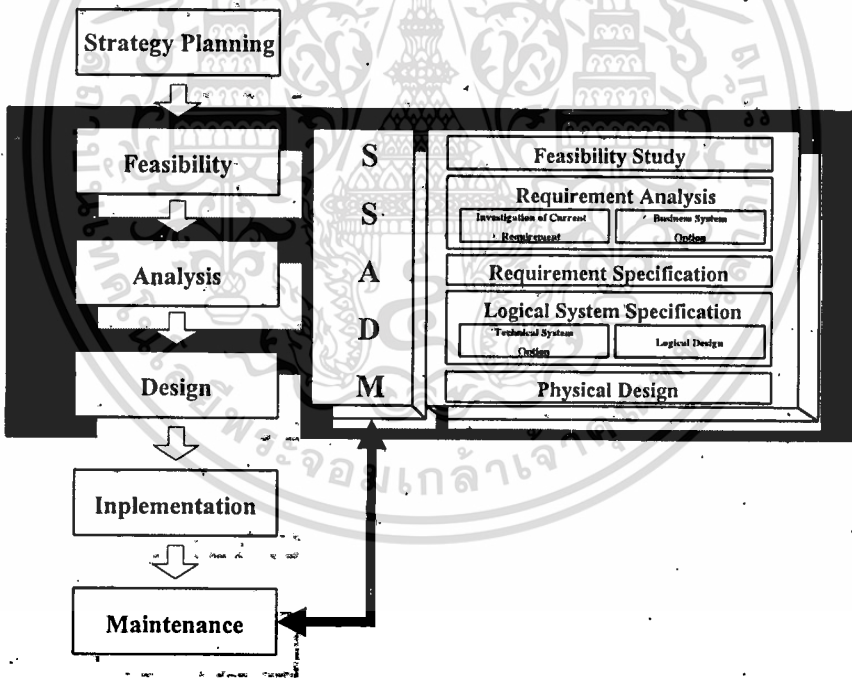 Strategy Planning
Feasibility
Analysis
Design
Inplementation
Maintenance
S
S
A
D
M
Feasibility Study
Requirement Analysis
Investigation of Current
Requirement
Business System
Option
Requirement Specification
Logical System Specification
Technical System
Option
Logical Design
Physical Design